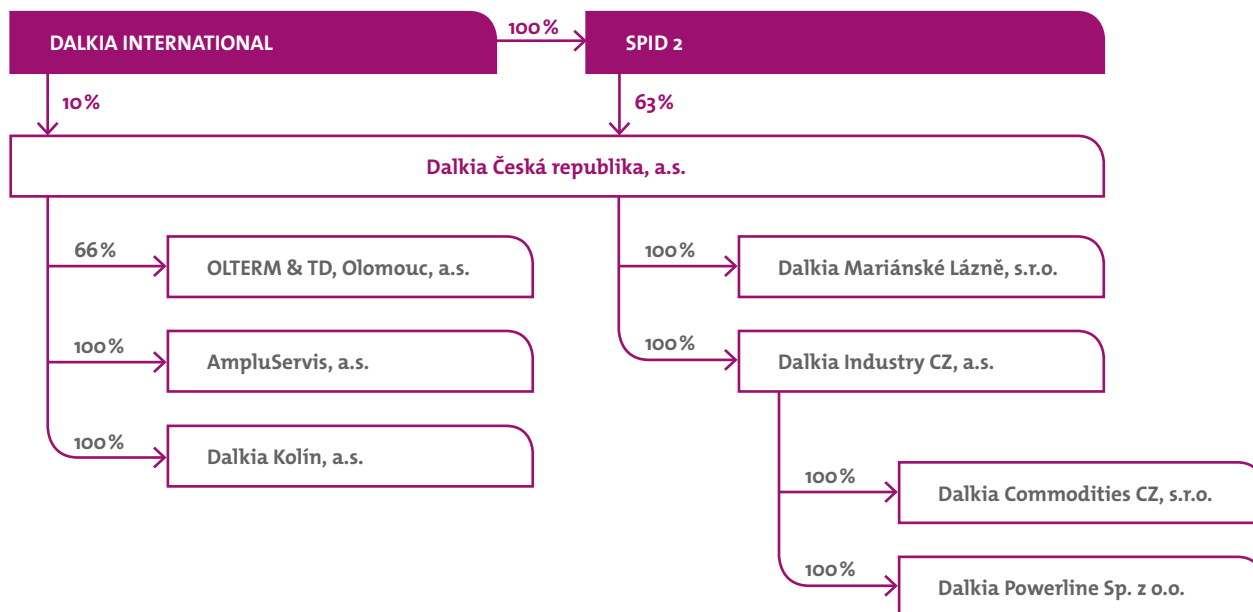 DALKIA INTERNATIONAL
100%
SPID 2
10%
63%
Dalkia Česká republika, a.s.
66%
OLTERM & TD, Olomouc, a.s.
100%
Dalkia Mariánské Lázně, s.r.o.
100%
AmpluServis, a.s.
100%
Dalkia Industry CZ, a.s.
100%
Dalkia Kolín, a.s.
100%
Dalkia Commodities CZ, s.r.o.
100%
Dalkia Powerline Sp. z o.o.